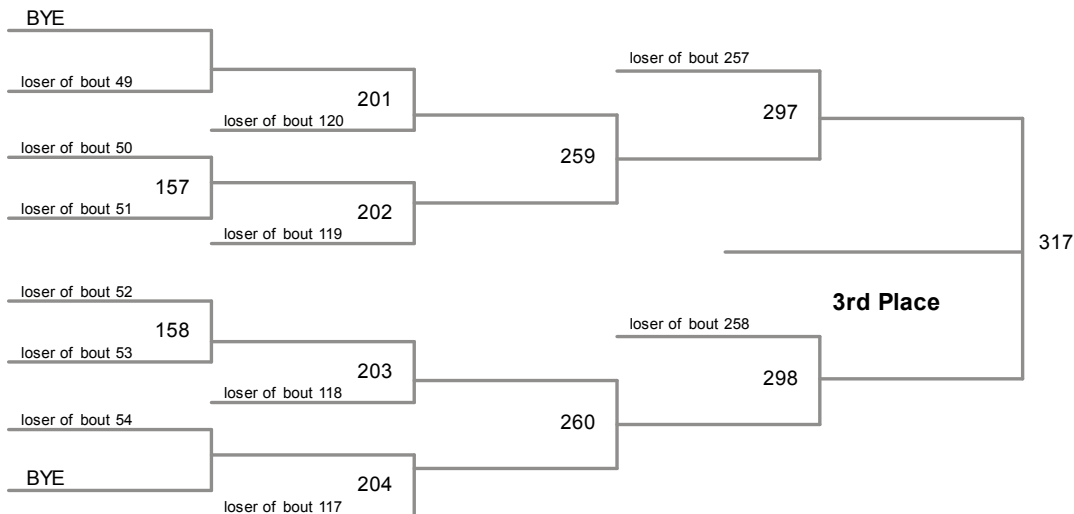 BYE
loser of bout 49
loser of bout 50
157
loser of bout 51
loser of bout 52
158
loser of bout 53
loser of bout 54
BYE
201
loser of bout 120
202
loser of bout 119
203
loser of bout 118
204
loser of bout 117
259
260
loser of bout 257
297
loser of bout 258
298
317
3rd Place